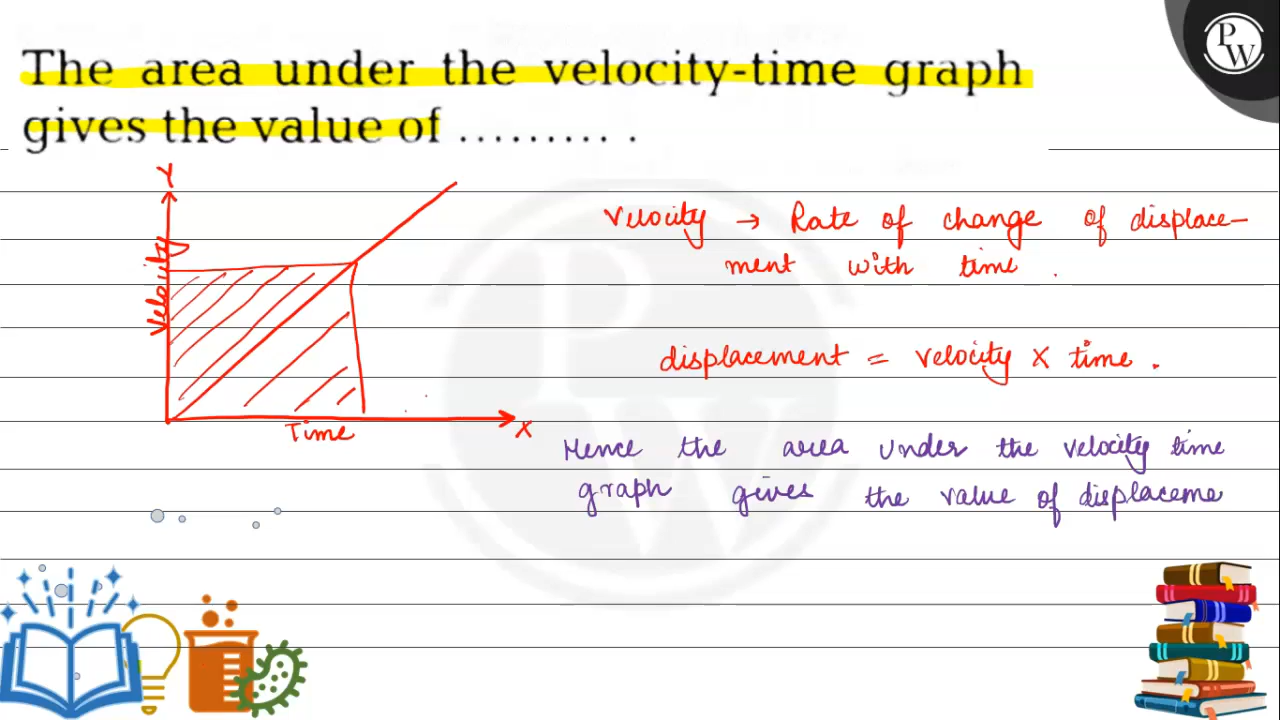 The area under the velocity-time graph
gives the value of ......... .
PW
Y
Velocity
Time
X
Velocity → Rate of change of displace-
ment with time .
displacement = velocity X time .
Hence the area under the velocity time
graph gives the value of displaceme
PW